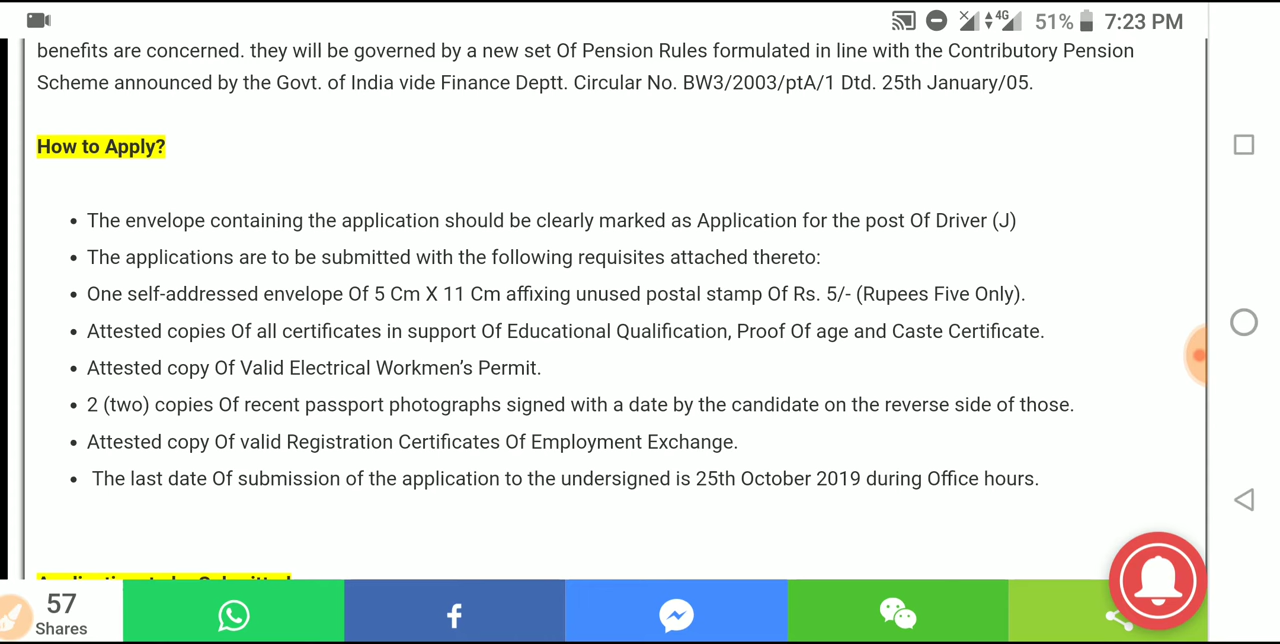 4G 51% 7:23 PM
benefits are concerned. they will be governed by a new set Of Pension Rules formulated in line with the Contributory Pension
Scheme announced by the Govt. of India vide Finance Deptt. Circular No. BW3/2003/ptA/1 Dtd. 25th January/05.
How to Apply?
• The envelope containing the application should be clearly marked as Application for the post Of Driver (J)
• The applications are to be submitted with the following requisites attached thereto:
• One self-addressed envelope Of 5 Cm X 11 Cm affixing unused postal stamp Of Rs. 5/- (Rupees Five Only).
• Attested copies Of all certificates in support Of Educational Qualification, Proof Of age and Caste Certificate.
• Attested copy Of Valid Electrical Workmen’s Permit.
• 2 (two) copies Of recent passport photographs signed with a date by the candidate on the reverse side of those.
• Attested copy Of valid Registration Certificates Of Employment Exchange.
• The last date Of submission of the application to the undersigned is 25th October 2019 during Office hours.
57
Shares